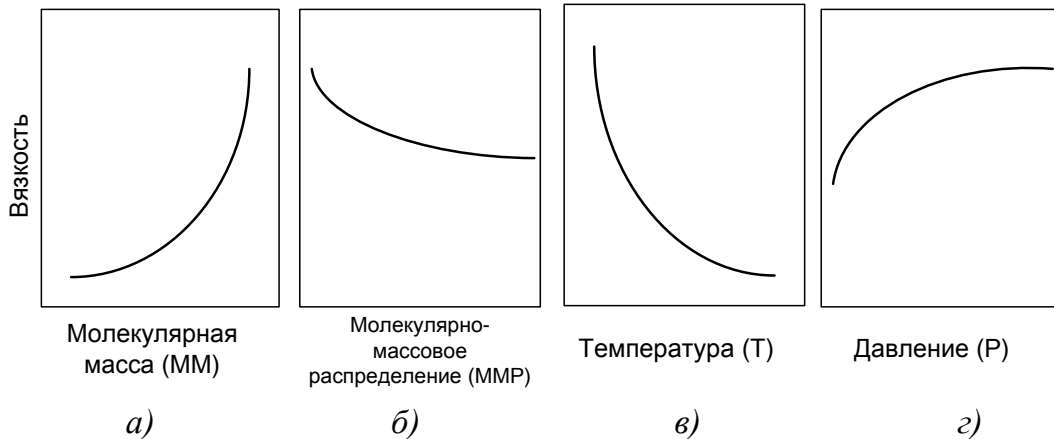 Вязкость
Молекулярная
масса (ММ)
Молекулярно-
массовое
распределение (ММР)
Температура (Т)
Давление (Р)
а)
б)
в)
г)